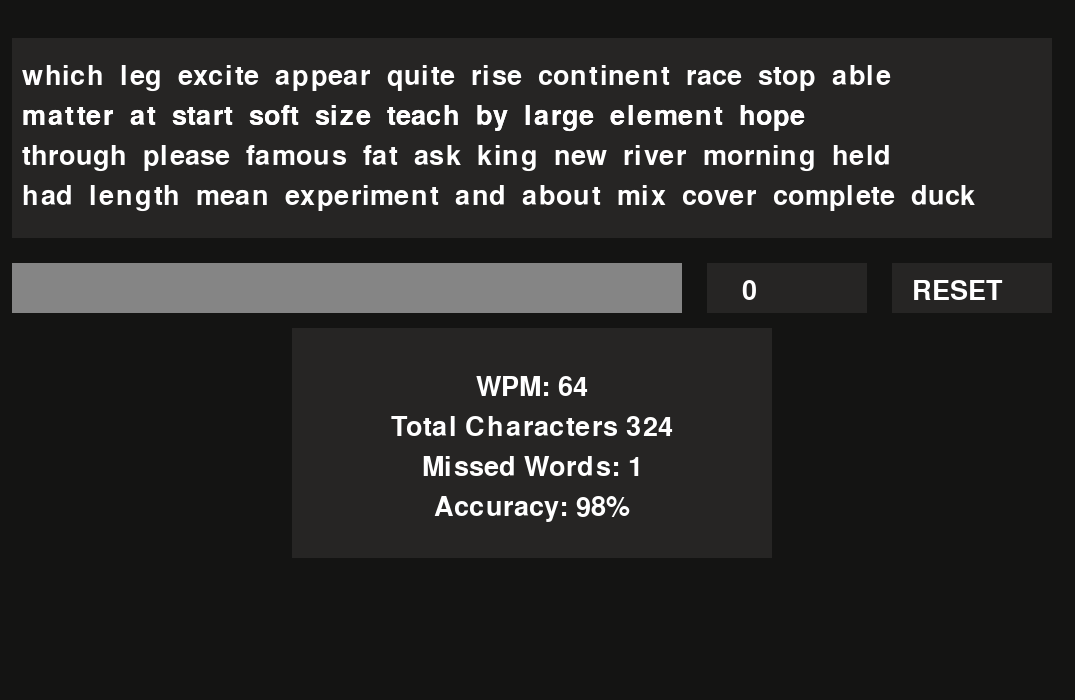 which leg excite appear quite rise continent race stop able
matter at start soft size teach by large element hope
through please famous fat ask king new river morning held
had length mean experiment and about mix cover complete duck
0 RESET
WPM: 64
Total Characters 324
Missed Words: 1
Accuracy: 98%